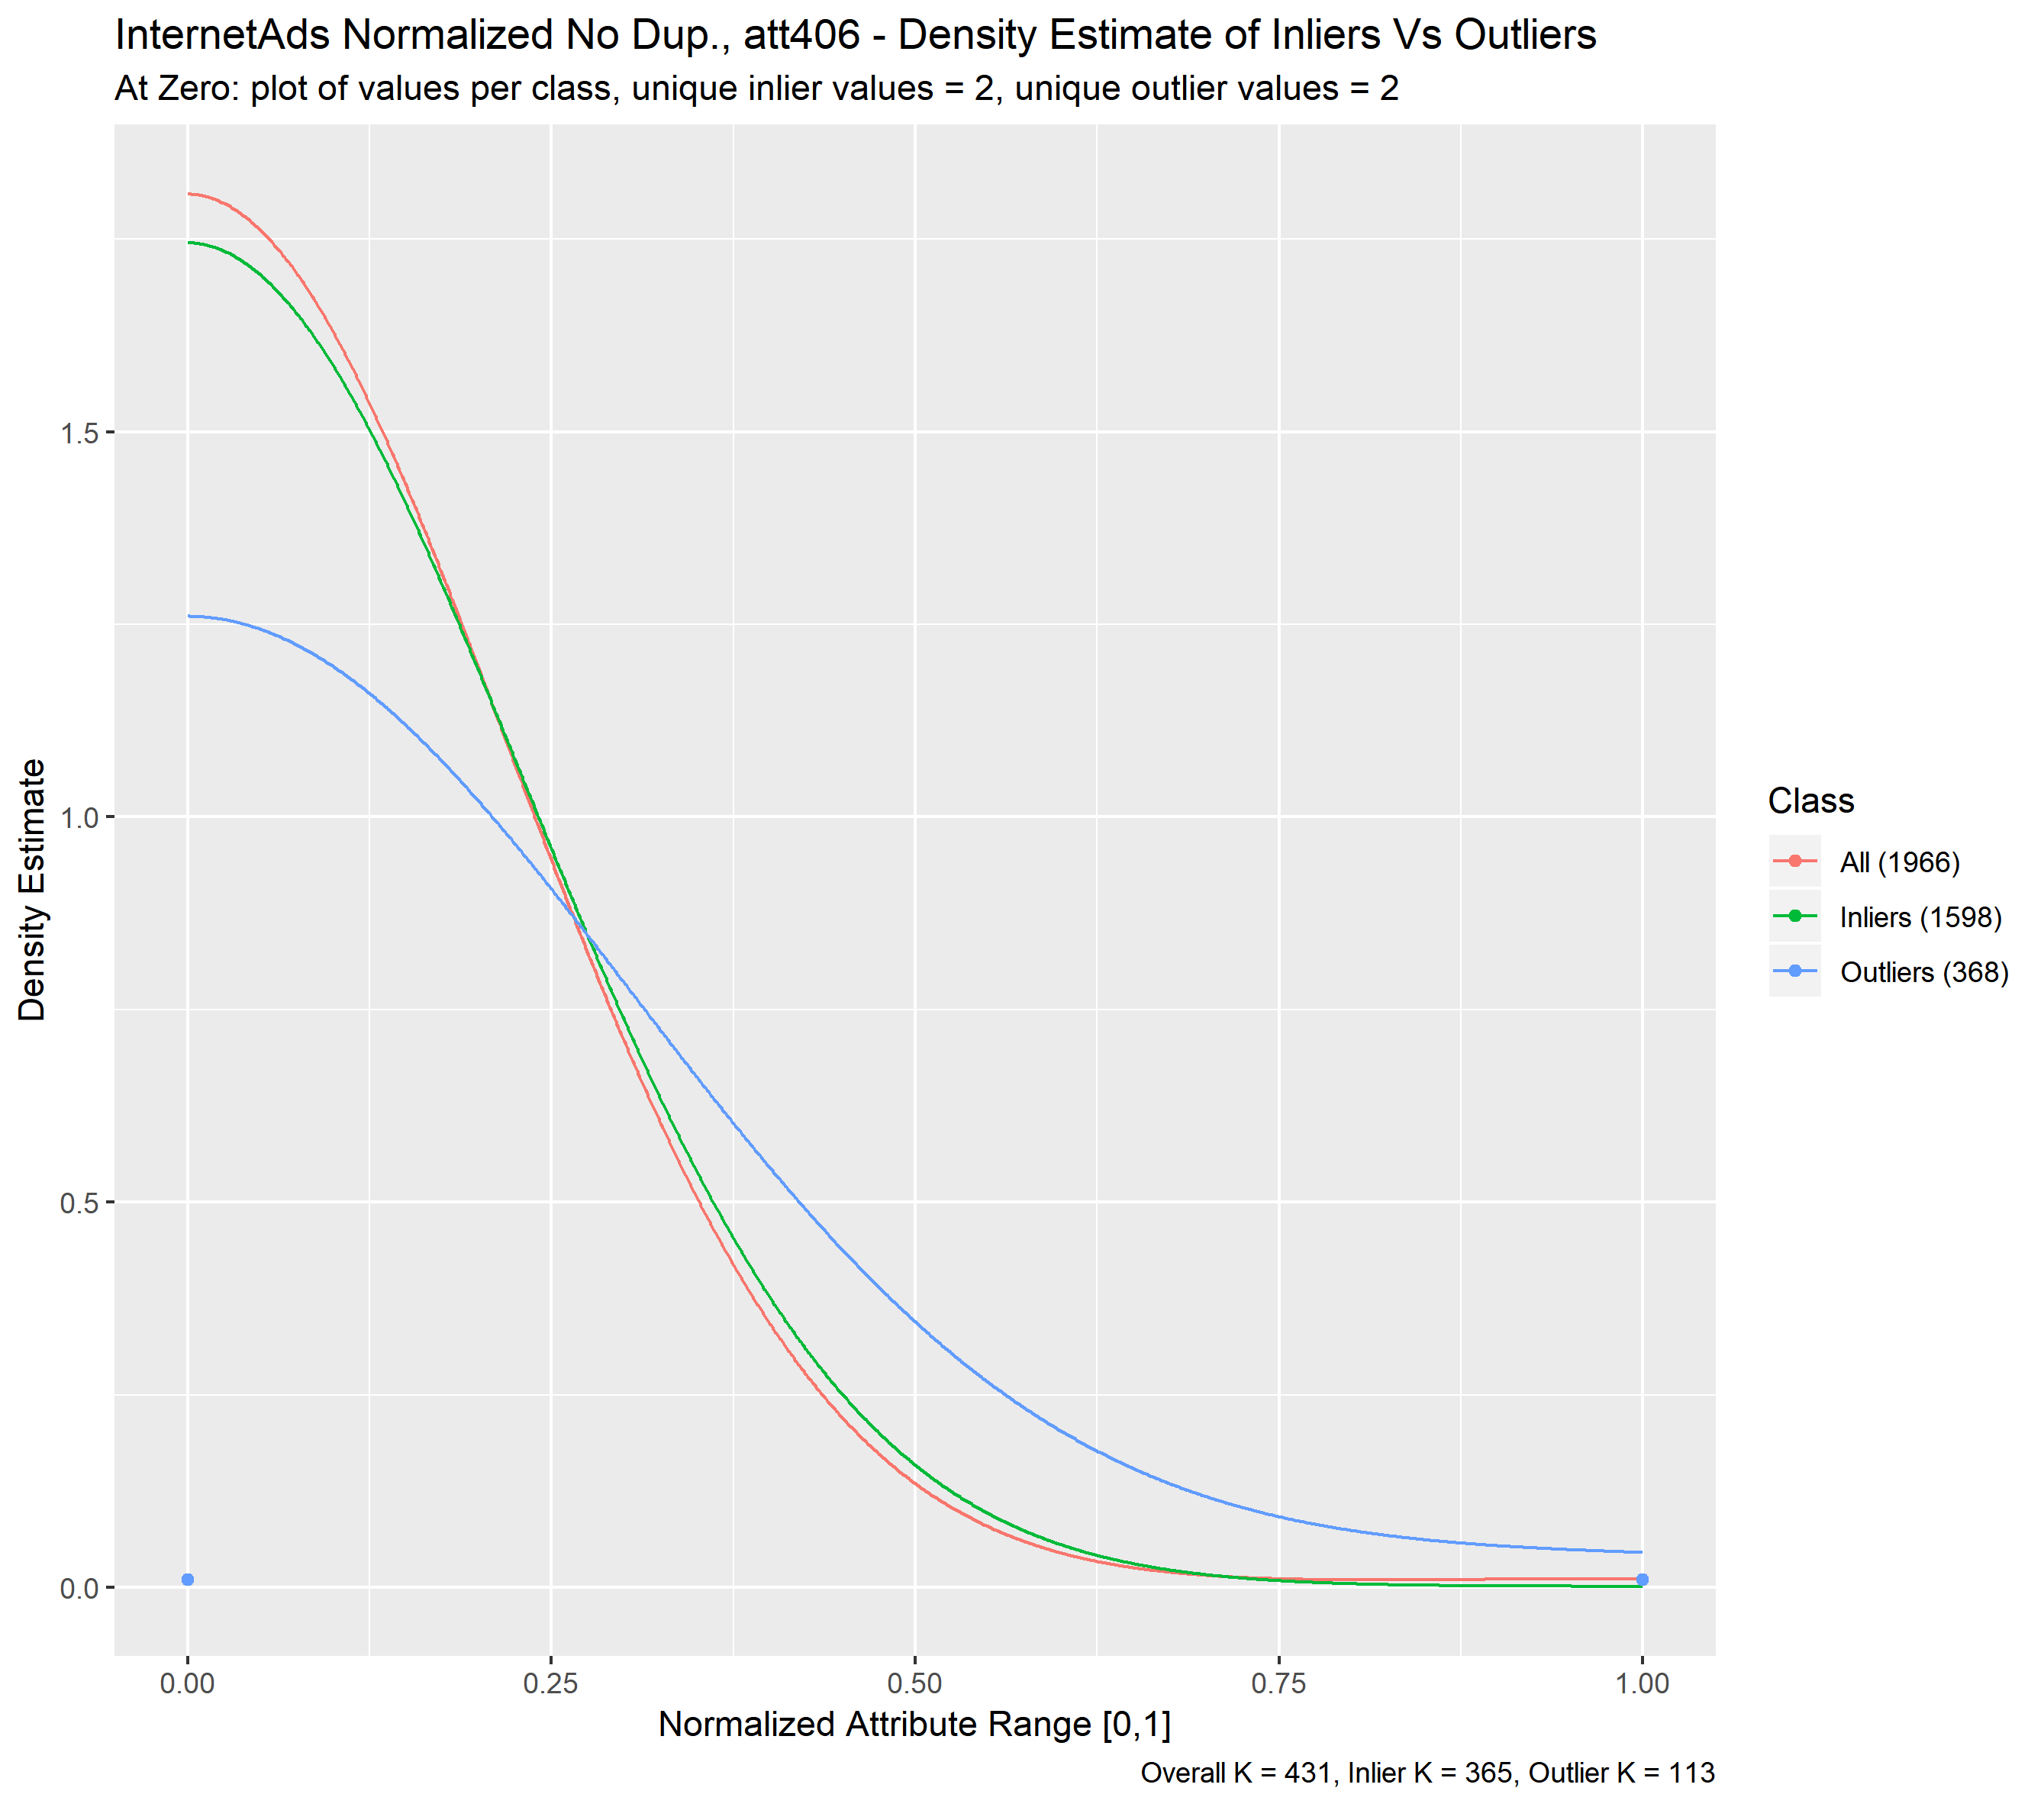 InternetAds Normalized No Dup., att406 - Density Estimate of Inliers Vs Outliers
At Zero: plot of values per class, unique inlier values = 2, unique outlier values = 2
Density Estimate
1.5
1.0
0.5
0.0
0.00 0.25 0.50 0.75 1.00
Normalized Attribute Range [0,1]
Overall K = 431, Inlier K = 365, Outlier K = 113
Class
All (1966)
Inliers (1598)
Outliers (368)